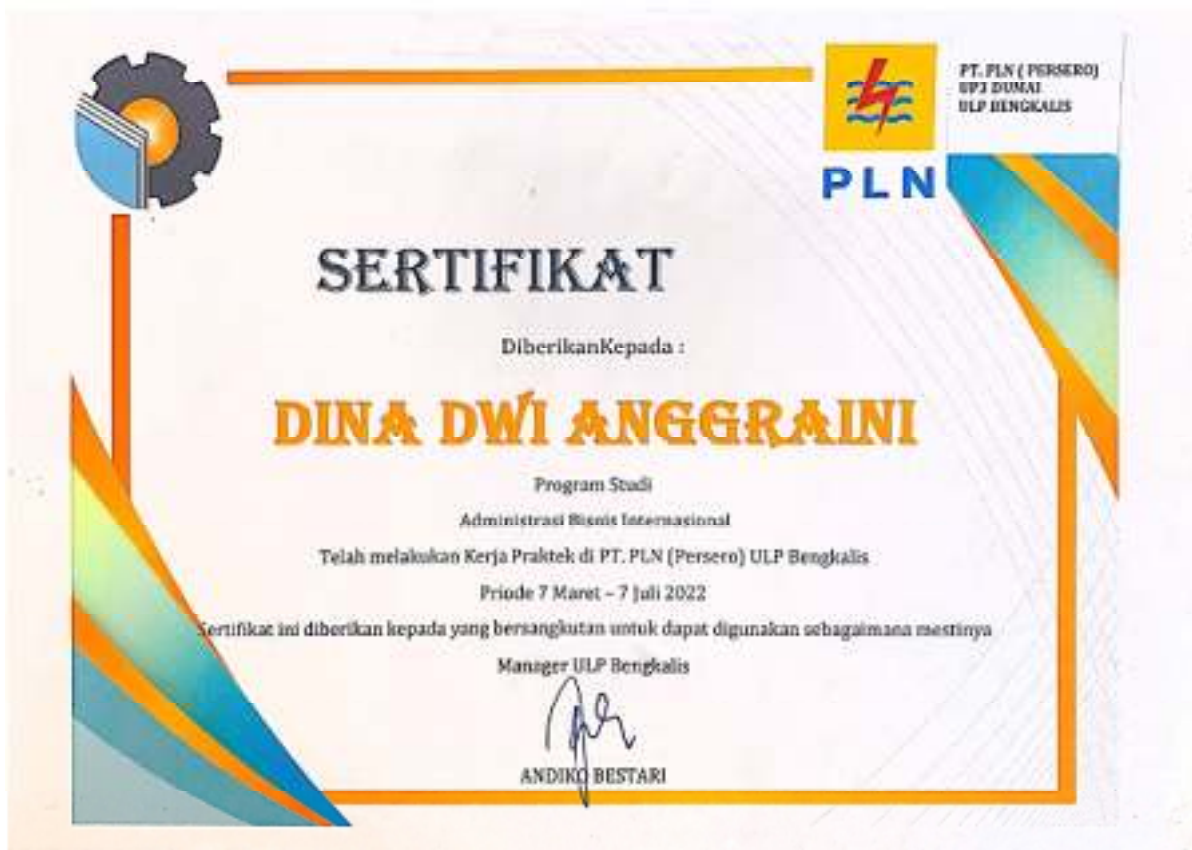 PT. PLN ( PERSERO)
UP3 DUMAI
ULP BENGKALIS
PLN
SERTIFIKAT
DiberikanKepada :
DINA DWI ANGGRAINI
Program Studi
Administrasi Bisnis Internasional
Telah melakukan Kerja Praktek di PT. PLN (Persero) ULP Bengkalis
Priode 7 Maret – 7 Juli 2022
Sertifikat ini diberikan kepada yang bersangkutan untuk dapat digunakan sebagaimana mestinya
Manager ULP Bengkalis
ANDIKO BESTARI